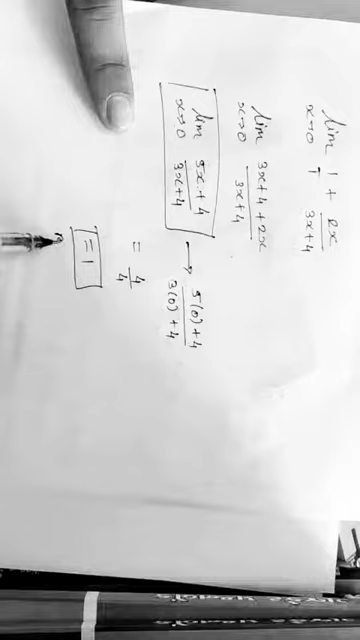 lim x→0 1/1 + 2x/3x+4
lim x→0 3x+4+2x/3x+4
lim x→0 5x+4/3x+4 → 5(0)+4/3(0)+4
= 4/4
= 1